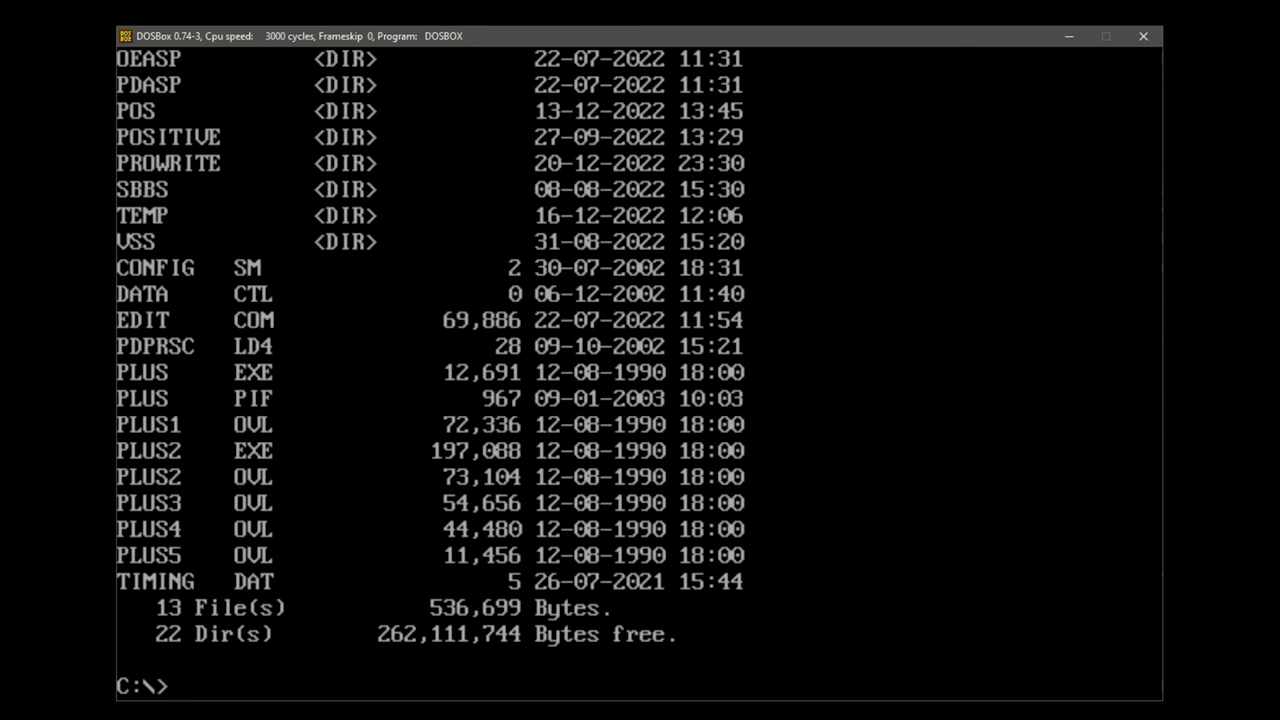 DOSBox 0.74-3, Cpu speed: 3000 cycles, Frameskip 0, Program: DOSBOX
OEASP <DIR> 22-07-2022 11:31
PDASP <DIR> 22-07-2022 11:31
POS <DIR> 13-12-2022 13:45
POSITIVE <DIR> 27-09-2022 13:29
PROWRITE <DIR> 20-12-2022 23:30
SBBS <DIR> 08-08-2022 15:30
TEMP <DIR> 16-12-2022 12:06
VSS <DIR> 31-08-2022 15:20
CONFIG SM 2 30-07-2002 18:31
DATA CTL 0 06-12-2002 11:40
EDIT COM 69,886 22-07-2022 11:54
PDPRSC LD4 28 09-10-2002 15:21
PLUS EXE 12,691 12-08-1990 18:00
PLUS PIF 967 09-01-2003 10:03
PLUS1 OVL 72,336 12-08-1990 18:00
PLUS2 EXE 197,088 12-08-1990 18:00
PLUS2 OVL 73,104 12-08-1990 18:00
PLUS3 OVL 54,656 12-08-1990 18:00
PLUS4 OVL 44,480 12-08-1990 18:00
PLUS5 OVL 11,456 12-08-1990 18:00
TIMING DAT 5 26-07-2021 15:44
13 File(s) 536,699 Bytes.
22 Dir(s) 262,111,744 Bytes free.
C:\>